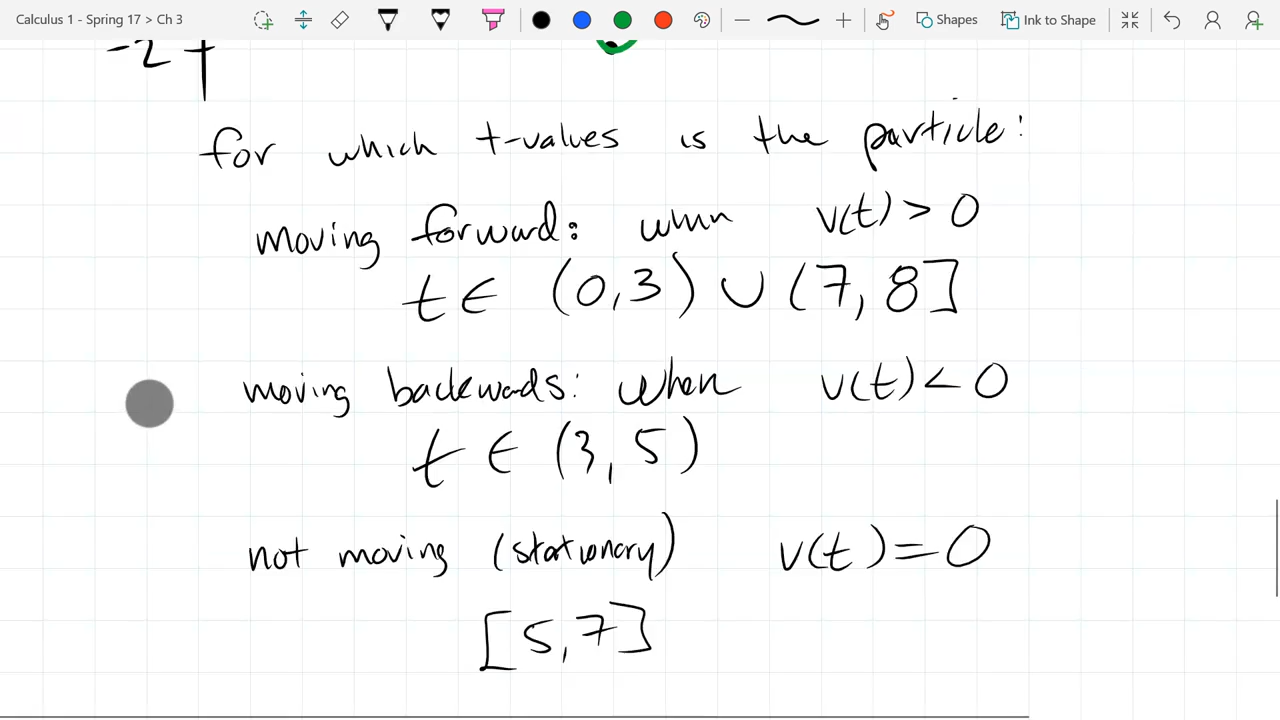 Calculus 1 - Spring 17 > Ch 3
Shapes
Ink to Shape
-2
for which t-values is the particle:
moving forward: when v(t) > 0
t ∈ (0,3) ∪ (7,8]
moving backwards: when v(t) < 0
t ∈ (3,5)
not moving (stationary) v(t) = 0
[5,7]